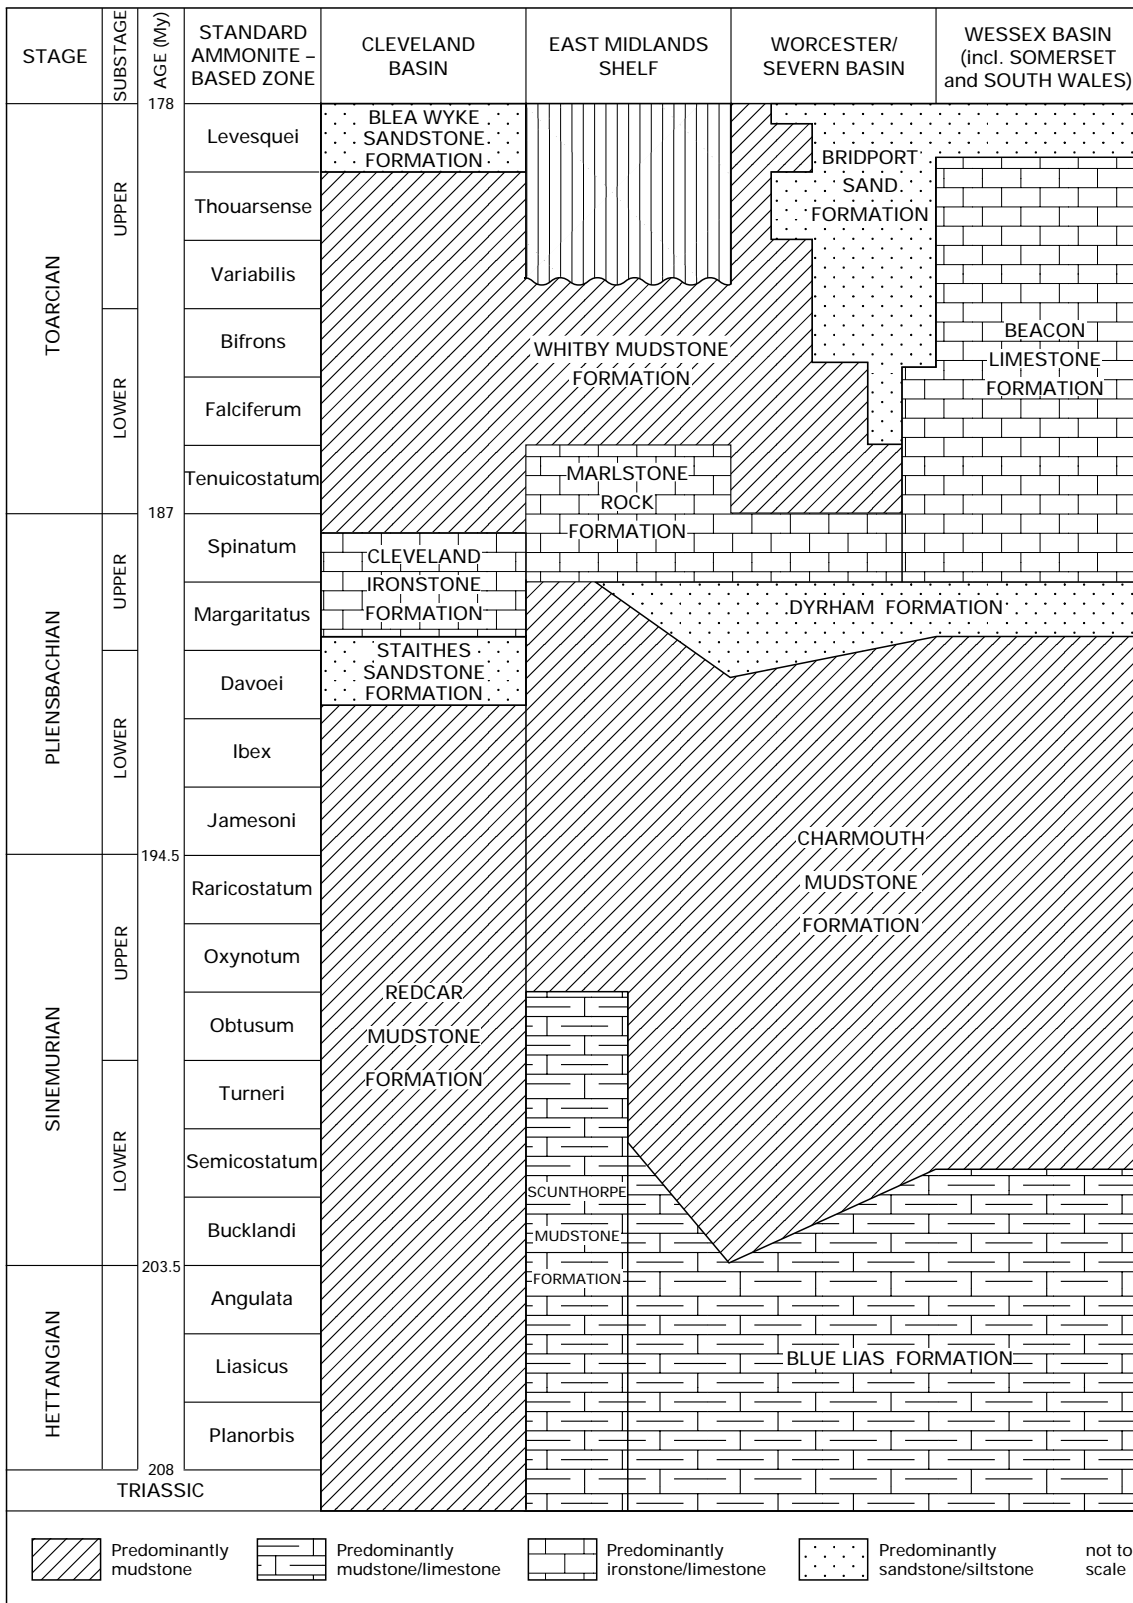 STAGE
SUBSTAGE
AGE (My)
STANDARD
AMMONITE –
BASED ZONE
CLEVELAND
BASIN
EAST MIDLANDS
SHELF
WORCESTER/
SEVERN BASIN
WESSEX BASIN
(incl. SOMERSET
and SOUTH WALES)
TOARCIAN
PLIENSBACHIAN
SINEMURIAN
HETTANGIAN
UPPER
LOWER
UPPER
LOWER
UPPER
LOWER
178
187
194.5
203.5
208
Levesquei
Thouarsense
Variabilis
Bifrons
Falciferum
Tenuicostatum
Spinatum
Margaritatus
Davoei
Ibex
Jamesoni
Raricostatum
Oxynotum
Obtusum
Turneri
Semicostatum
Bucklandi
Angulata
Liasicus
Planorbis
TRIASSIC
BLEA WYKE
SANDSTONE
FORMATION
CLEVELAND
IRONSTONE
FORMATION
STAITHES
SANDSTONE
FORMATION
REDCAR
MUDSTONE
FORMATION
WHITBY MUDSTONE
FORMATION
MARLSTONE
ROCK
FORMATION
SCUNTHORPE
MUDSTONE
FORMATION
BRIDPORT
SAND
FORMATION
BEACON
LIMESTONE
FORMATION
DYRHAM FORMATION
CHARMOUTH
MUDSTONE
FORMATION
BLUE LIAS FORMATION
Predominantly
mudstone
Predominantly
mudstone/limestone
Predominantly
ironstone/limestone
Predominantly
sandstone/siltstone
not to
scale